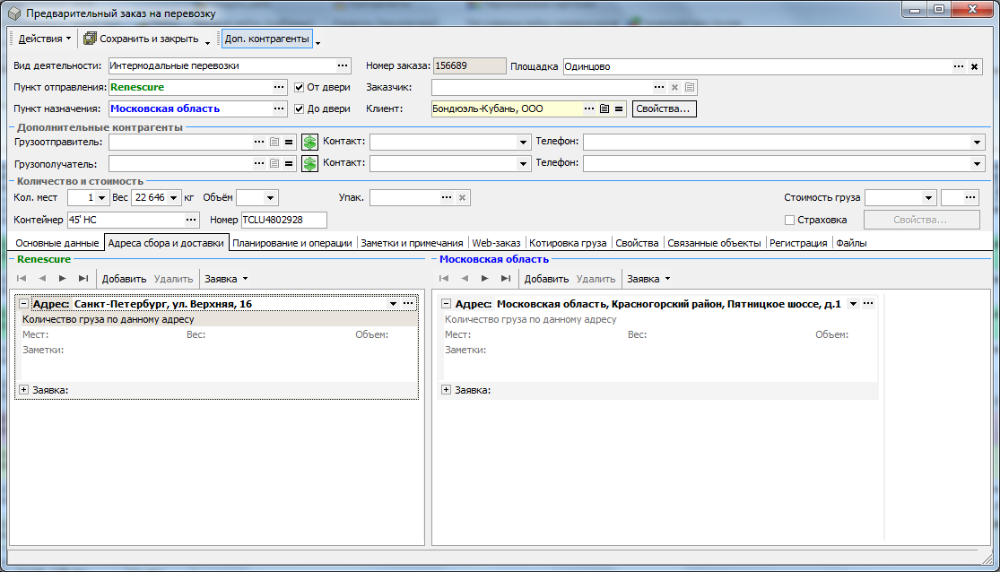 Предварительный заказ на перевозку
Действия Сохранить и закрыть Доп. контрагенты
Вид деятельности: Интермодальные перевозки Номер заказа: 156689 Площадка Одинцово
Пункт отправления: Renescure От двери Заказчик:
Пункт назначения: Московская область До двери Клиент: Бондюэль-Кубань, ООО Свойства...
Дополнительные контрагенты
Грузоотправитель: Контакт: Телефон:
Грузополучатель: Контакт: Телефон:
Количество и стоимость
Кол. мест 1 Вес 22 646 кг Объём Упак. Стоимость груза
Контейнер 45' HC Номер TCLU4802928 Страховка Свойства...
Основные данные Адреса сбора и доставки Планирование и операции Заметки и примечания Web-заказ Котировка груза Свойства Связанные объекты Регистрация Файлы
Renescure Московская область
Добавить Удалить Заявка Добавить Удалить Заявка
Адрес: Санкт-Петербург, ул. Верхняя, 16 Адрес: Московская область, Красногорский район, Пятницкое шоссе, д.1
Количество груза по данному адресу Количество груза по данному адресу
Мест: Вес: Объем: Мест: Вес: Объем:
Заметки: Заметки:
Заявка: Заявка: